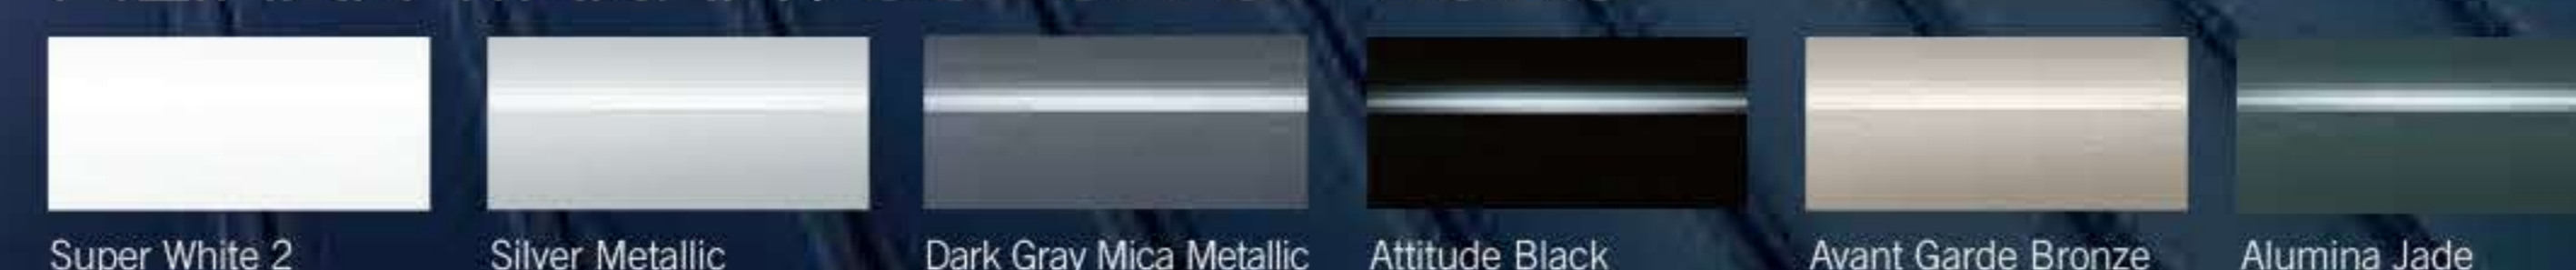 Super White 2
Silver Metallic
Dark Gray Mica Metallic
Attitude Black
Avant Garde Bronze
Alumina Jade